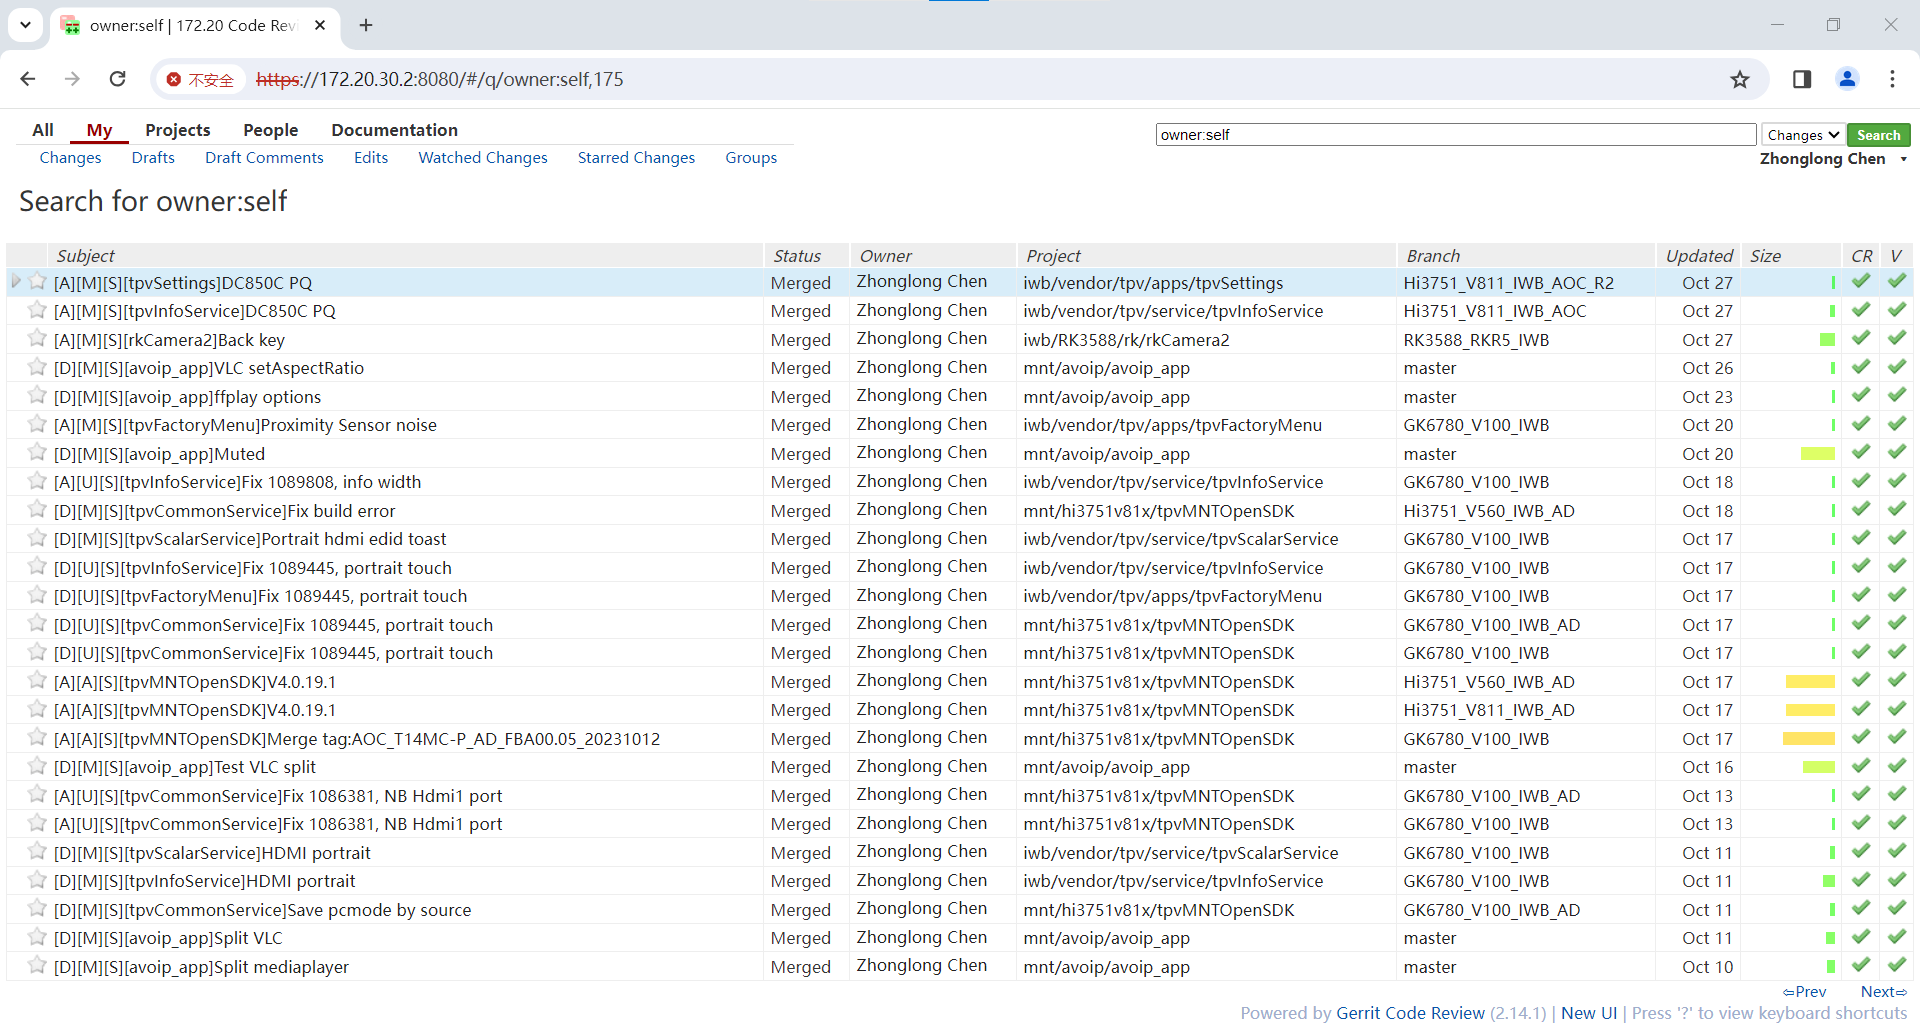 owner:self | 172.20 Code Rev
不安全 https://172.20.30.2:8080/#/q/owner:self,175
All My Projects People Documentation
owner:self Changes Search
Changes Drafts Draft Comments Edits Watched Changes Starred Changes Groups
Zhonglong Chen
Search for owner:self
Subject Status Owner Project Branch Updated Size CR V
[A][M][S][tpvSettings]DC850C PQ Merged Zhonglong Chen iwb/vendor/tpv/apps/tpvSettings Hi3751_V811_IWB_AOC_R2 Oct 27
[A][M][S][tpvInfoService]DC850C PQ Merged Zhonglong Chen iwb/vendor/tpv/service/tpvInfoService Hi3751_V811_IWB_AOC Oct 27
[A][M][S][rkCamera2]Back key Merged Zhonglong Chen iwb/RK3588/rk/rkCamera2 RK3588_RKR5_IWB Oct 27
[D][M][S][avoip_app]VLC setAspectRatio Merged Zhonglong Chen mnt/avoip/avoip_app master Oct 26
[D][M][S][avoip_app]ffplay options Merged Zhonglong Chen mnt/avoip/avoip_app master Oct 23
[A][M][S][tpvFactoryMenu]Proximity Sensor noise Merged Zhonglong Chen iwb/vendor/tpv/apps/tpvFactoryMenu GK6780_V100_IWB Oct 20
[D][M][S][avoip_app]Muted Merged Zhonglong Chen mnt/avoip/avoip_app master Oct 20
[A][U][S][tpvInfoService]Fix 1089808, info width Merged Zhonglong Chen iwb/vendor/tpv/service/tpvInfoService GK6780_V100_IWB Oct 18
[D][M][S][tpvCommonService]Fix build error Merged Zhonglong Chen mnt/hi3751v81x/tpvMNTOpenSDK Hi3751_V560_IWB_AD Oct 18
[D][M][S][tpvScalarService]Portrait hdmi edid toast Merged Zhonglong Chen iwb/vendor/tpv/service/tpvScalarService GK6780_V100_IWB Oct 17
[D][U][S][tpvInfoService]Fix 1089445, portrait touch Merged Zhonglong Chen iwb/vendor/tpv/service/tpvInfoService GK6780_V100_IWB Oct 17
[D][U][S][tpvFactoryMenu]Fix 1089445, portrait touch Merged Zhonglong Chen iwb/vendor/tpv/apps/tpvFactoryMenu GK6780_V100_IWB Oct 17
[D][U][S][tpvCommonService]Fix 1089445, portrait touch Merged Zhonglong Chen mnt/hi3751v81x/tpvMNTOpenSDK GK6780_V100_IWB_AD Oct 17
[D][U][S][tpvCommonService]Fix 1089445, portrait touch Merged Zhonglong Chen mnt/hi3751v81x/tpvMNTOpenSDK GK6780_V100_IWB Oct 17
[A][A][S][tpvMNTOpenSDK]V4.0.19.1 Merged Zhonglong Chen mnt/hi3751v81x/tpvMNTOpenSDK Hi3751_V560_IWB_AD Oct 17
[A][A][S][tpvMNTOpenSDK]V4.0.19.1 Merged Zhonglong Chen mnt/hi3751v81x/tpvMNTOpenSDK Hi3751_V811_IWB_AD Oct 17
[A][A][S][tpvMNTOpenSDK]Merge tag:AOC_T14MC-P_AD_FBA00.05_20231012 Merged Zhonglong Chen mnt/hi3751v81x/tpvMNTOpenSDK GK6780_V100_IWB Oct 17
[D][M][S][avoip_app]Test VLC split Merged Zhonglong Chen mnt/avoip/avoip_app master Oct 16
[A][U][S][tpvCommonService]Fix 1086381, NB Hdmi1 port Merged Zhonglong Chen mnt/hi3751v81x/tpvMNTOpenSDK GK6780_V100_IWB_AD Oct 13
[A][U][S][tpvCommonService]Fix 1086381, NB Hdmi1 port Merged Zhonglong Chen mnt/hi3751v81x/tpvMNTOpenSDK GK6780_V100_IWB Oct 13
[D][M][S][tpvScalarService]HDMI portrait Merged Zhonglong Chen iwb/vendor/tpv/service/tpvScalarService GK6780_V100_IWB Oct 11
[D][M][S][tpvInfoService]HDMI portrait Merged Zhonglong Chen iwb/vendor/tpv/service/tpvInfoService GK6780_V100_IWB Oct 11
[D][M][S][tpvCommonService]Save pcmode by source Merged Zhonglong Chen mnt/hi3751v81x/tpvMNTOpenSDK GK6780_V100_IWB_AD Oct 11
[D][M][S][avoip_app]Split VLC Merged Zhonglong Chen mnt/avoip/avoip_app master Oct 11
[D][M][S][avoip_app]Split mediaplayer Merged Zhonglong Chen mnt/avoip/avoip_app master Oct 10
⇦Prev Next⇨
Powered by Gerrit Code Review (2.14.1) | New UI | Press '?' to view keyboard shortcuts